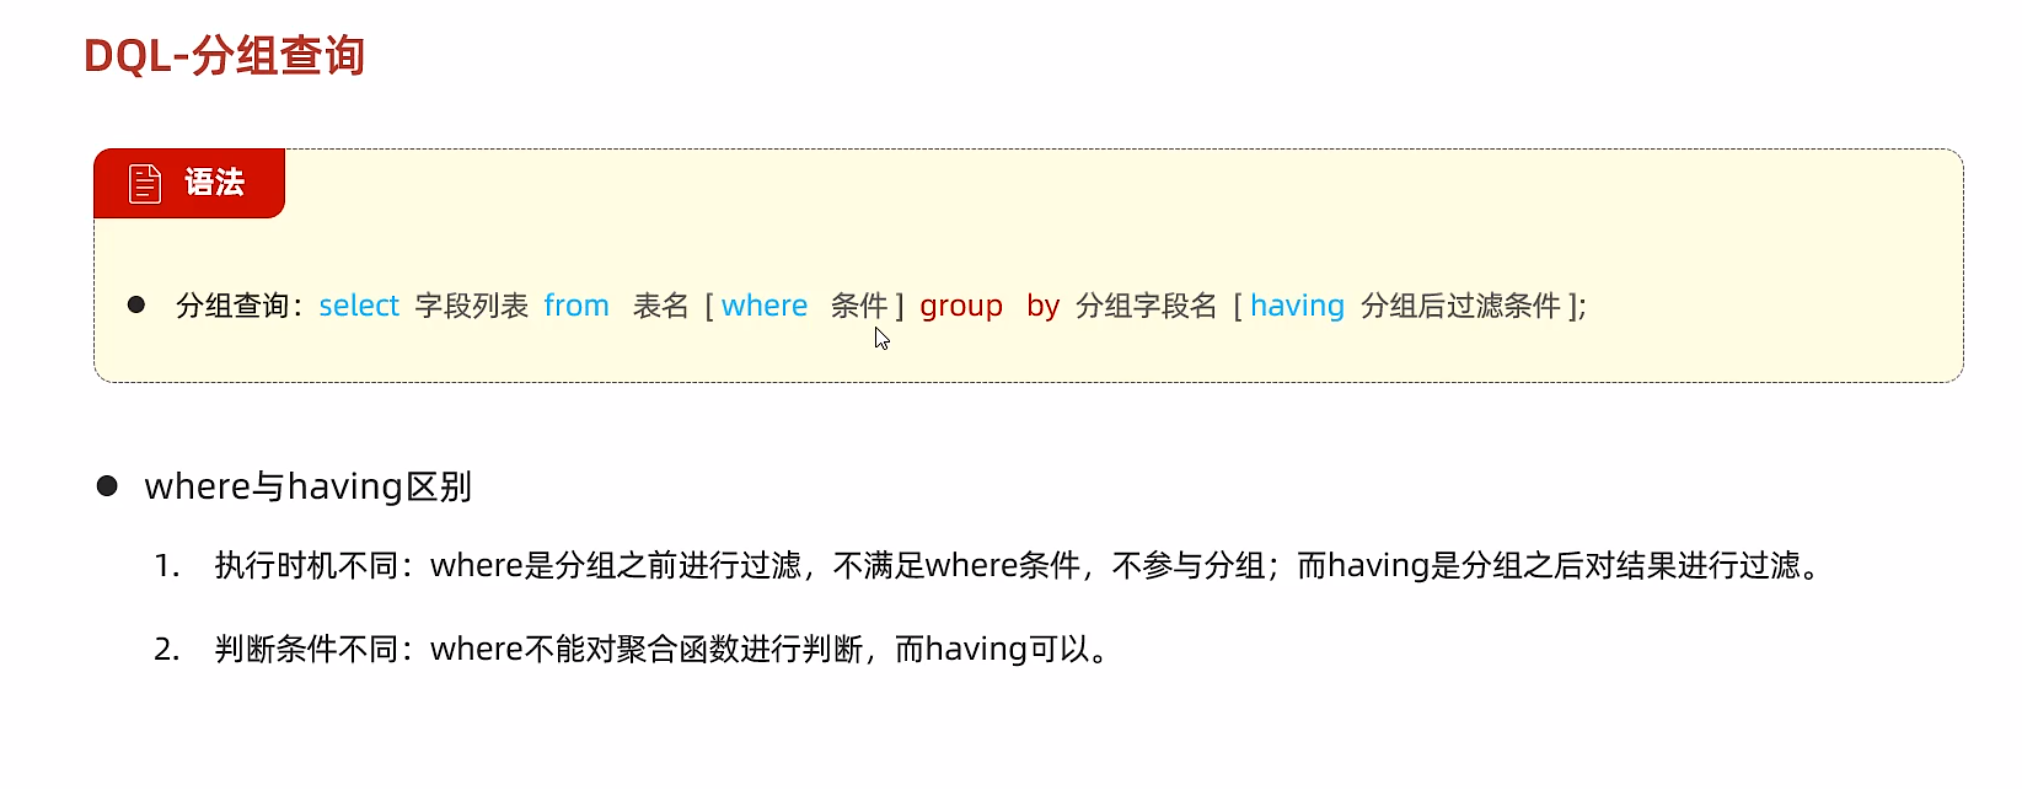 DQL-分组查询
语法
分组查询：select 字段列表 from 表名 [ where 条件 ] group by 分组字段名 [ having 分组后过滤条件 ];
where与having区别
1. 执行时机不同：where是分组之前进行过滤，不满足where条件，不参与分组；而having是分组之后对结果进行过滤。
2. 判断条件不同：where不能对聚合函数进行判断，而having可以。